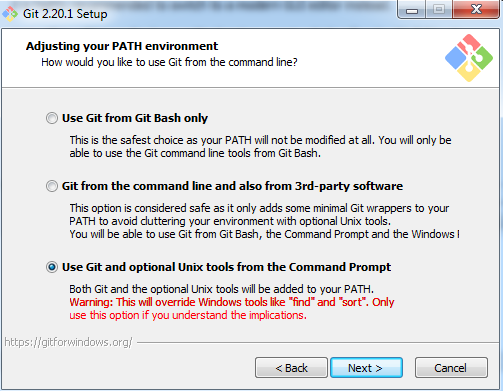 Git 2.20.1 Setup
Adjusting your PATH environment
How would you like to use Git from the command line?
Use Git from Git Bash only
This is the safest choice as your PATH will not be modified at all. You will only be
able to use the Git command line tools from Git Bash.
Git from the command line and also from 3rd-party software
This option is considered safe as it only adds some minimal Git wrappers to your
PATH to avoid cluttering your environment with optional Unix tools.
You will be able to use Git from Git Bash, the Command Prompt and the Windows
Use Git and optional Unix tools from the Command Prompt
Both Git and the optional Unix tools will be added to your PATH.
Warning: This will override Windows tools like "find" and "sort". Only
use this option if you understand the implications.
https://gitforwindows.org/
< Back
Next >
Cancel